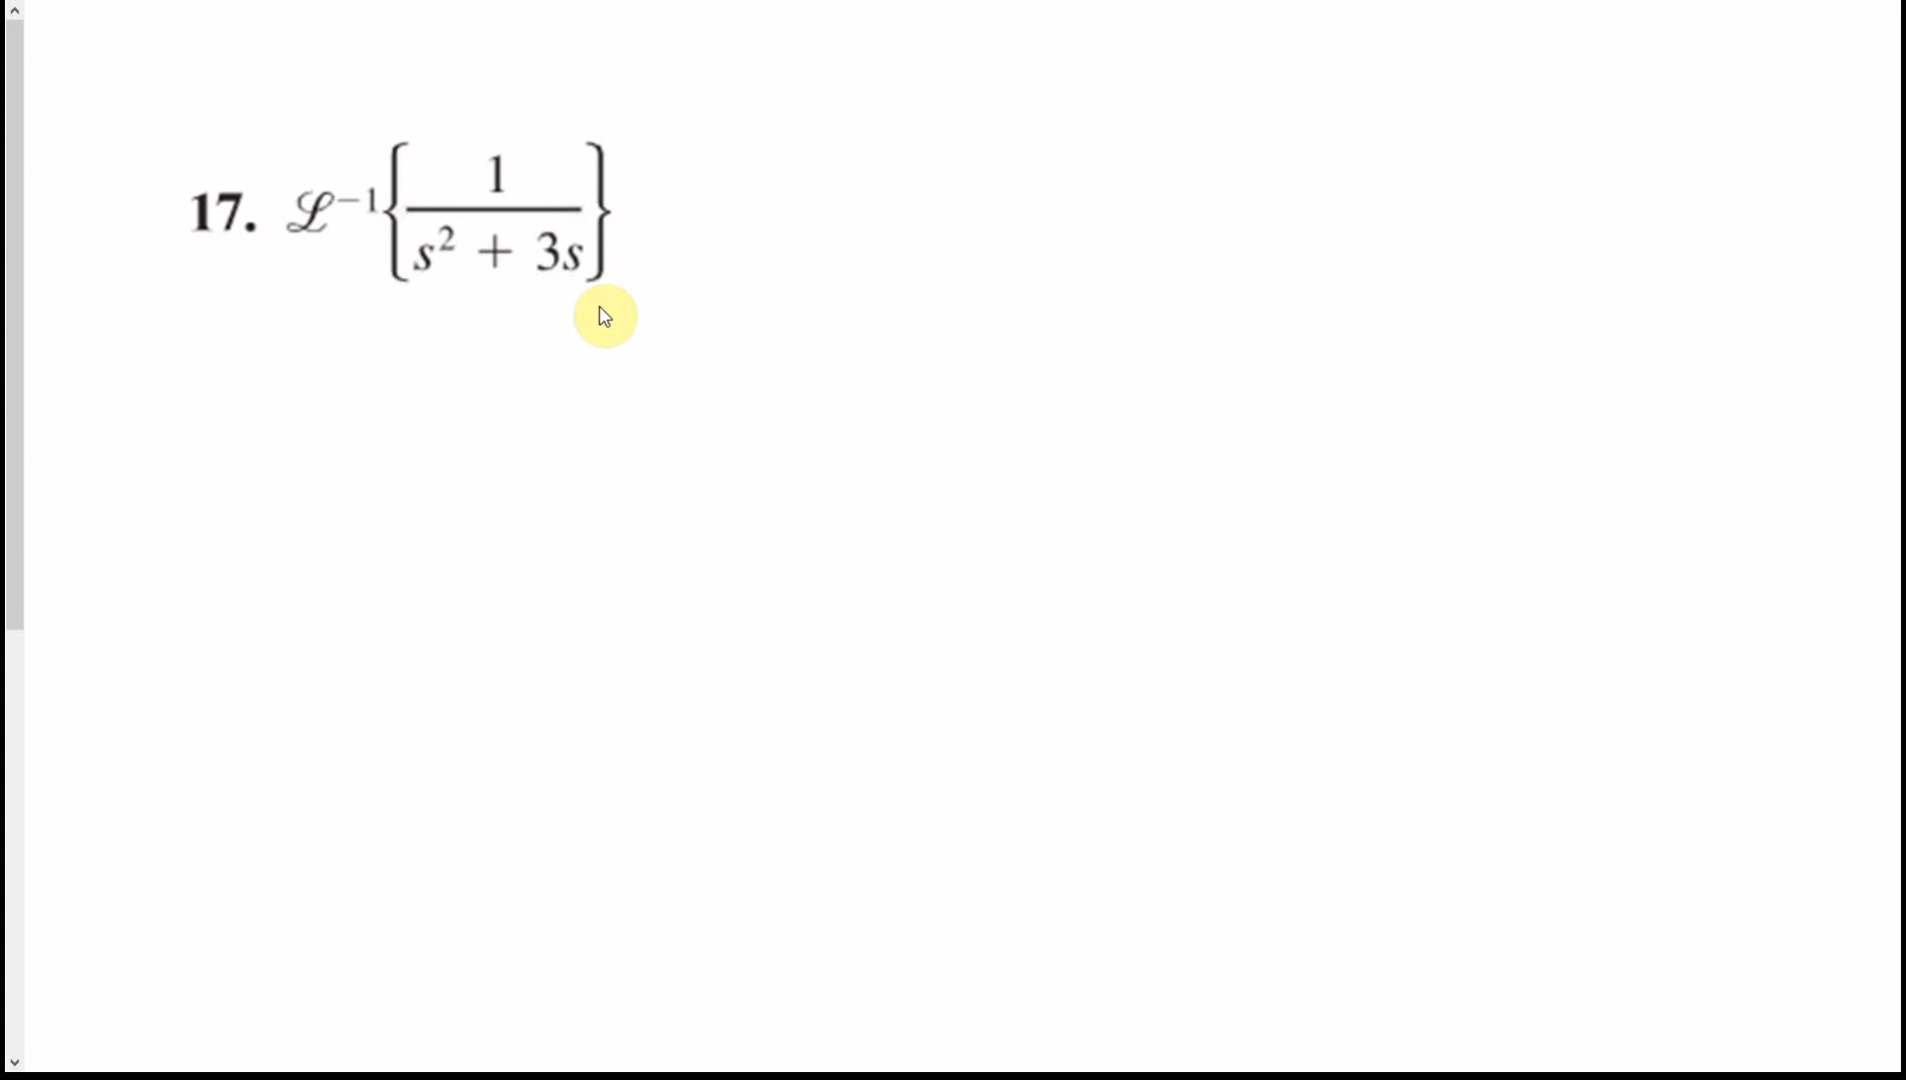 17. ℒ⁻¹{1/(s² + 3s)}